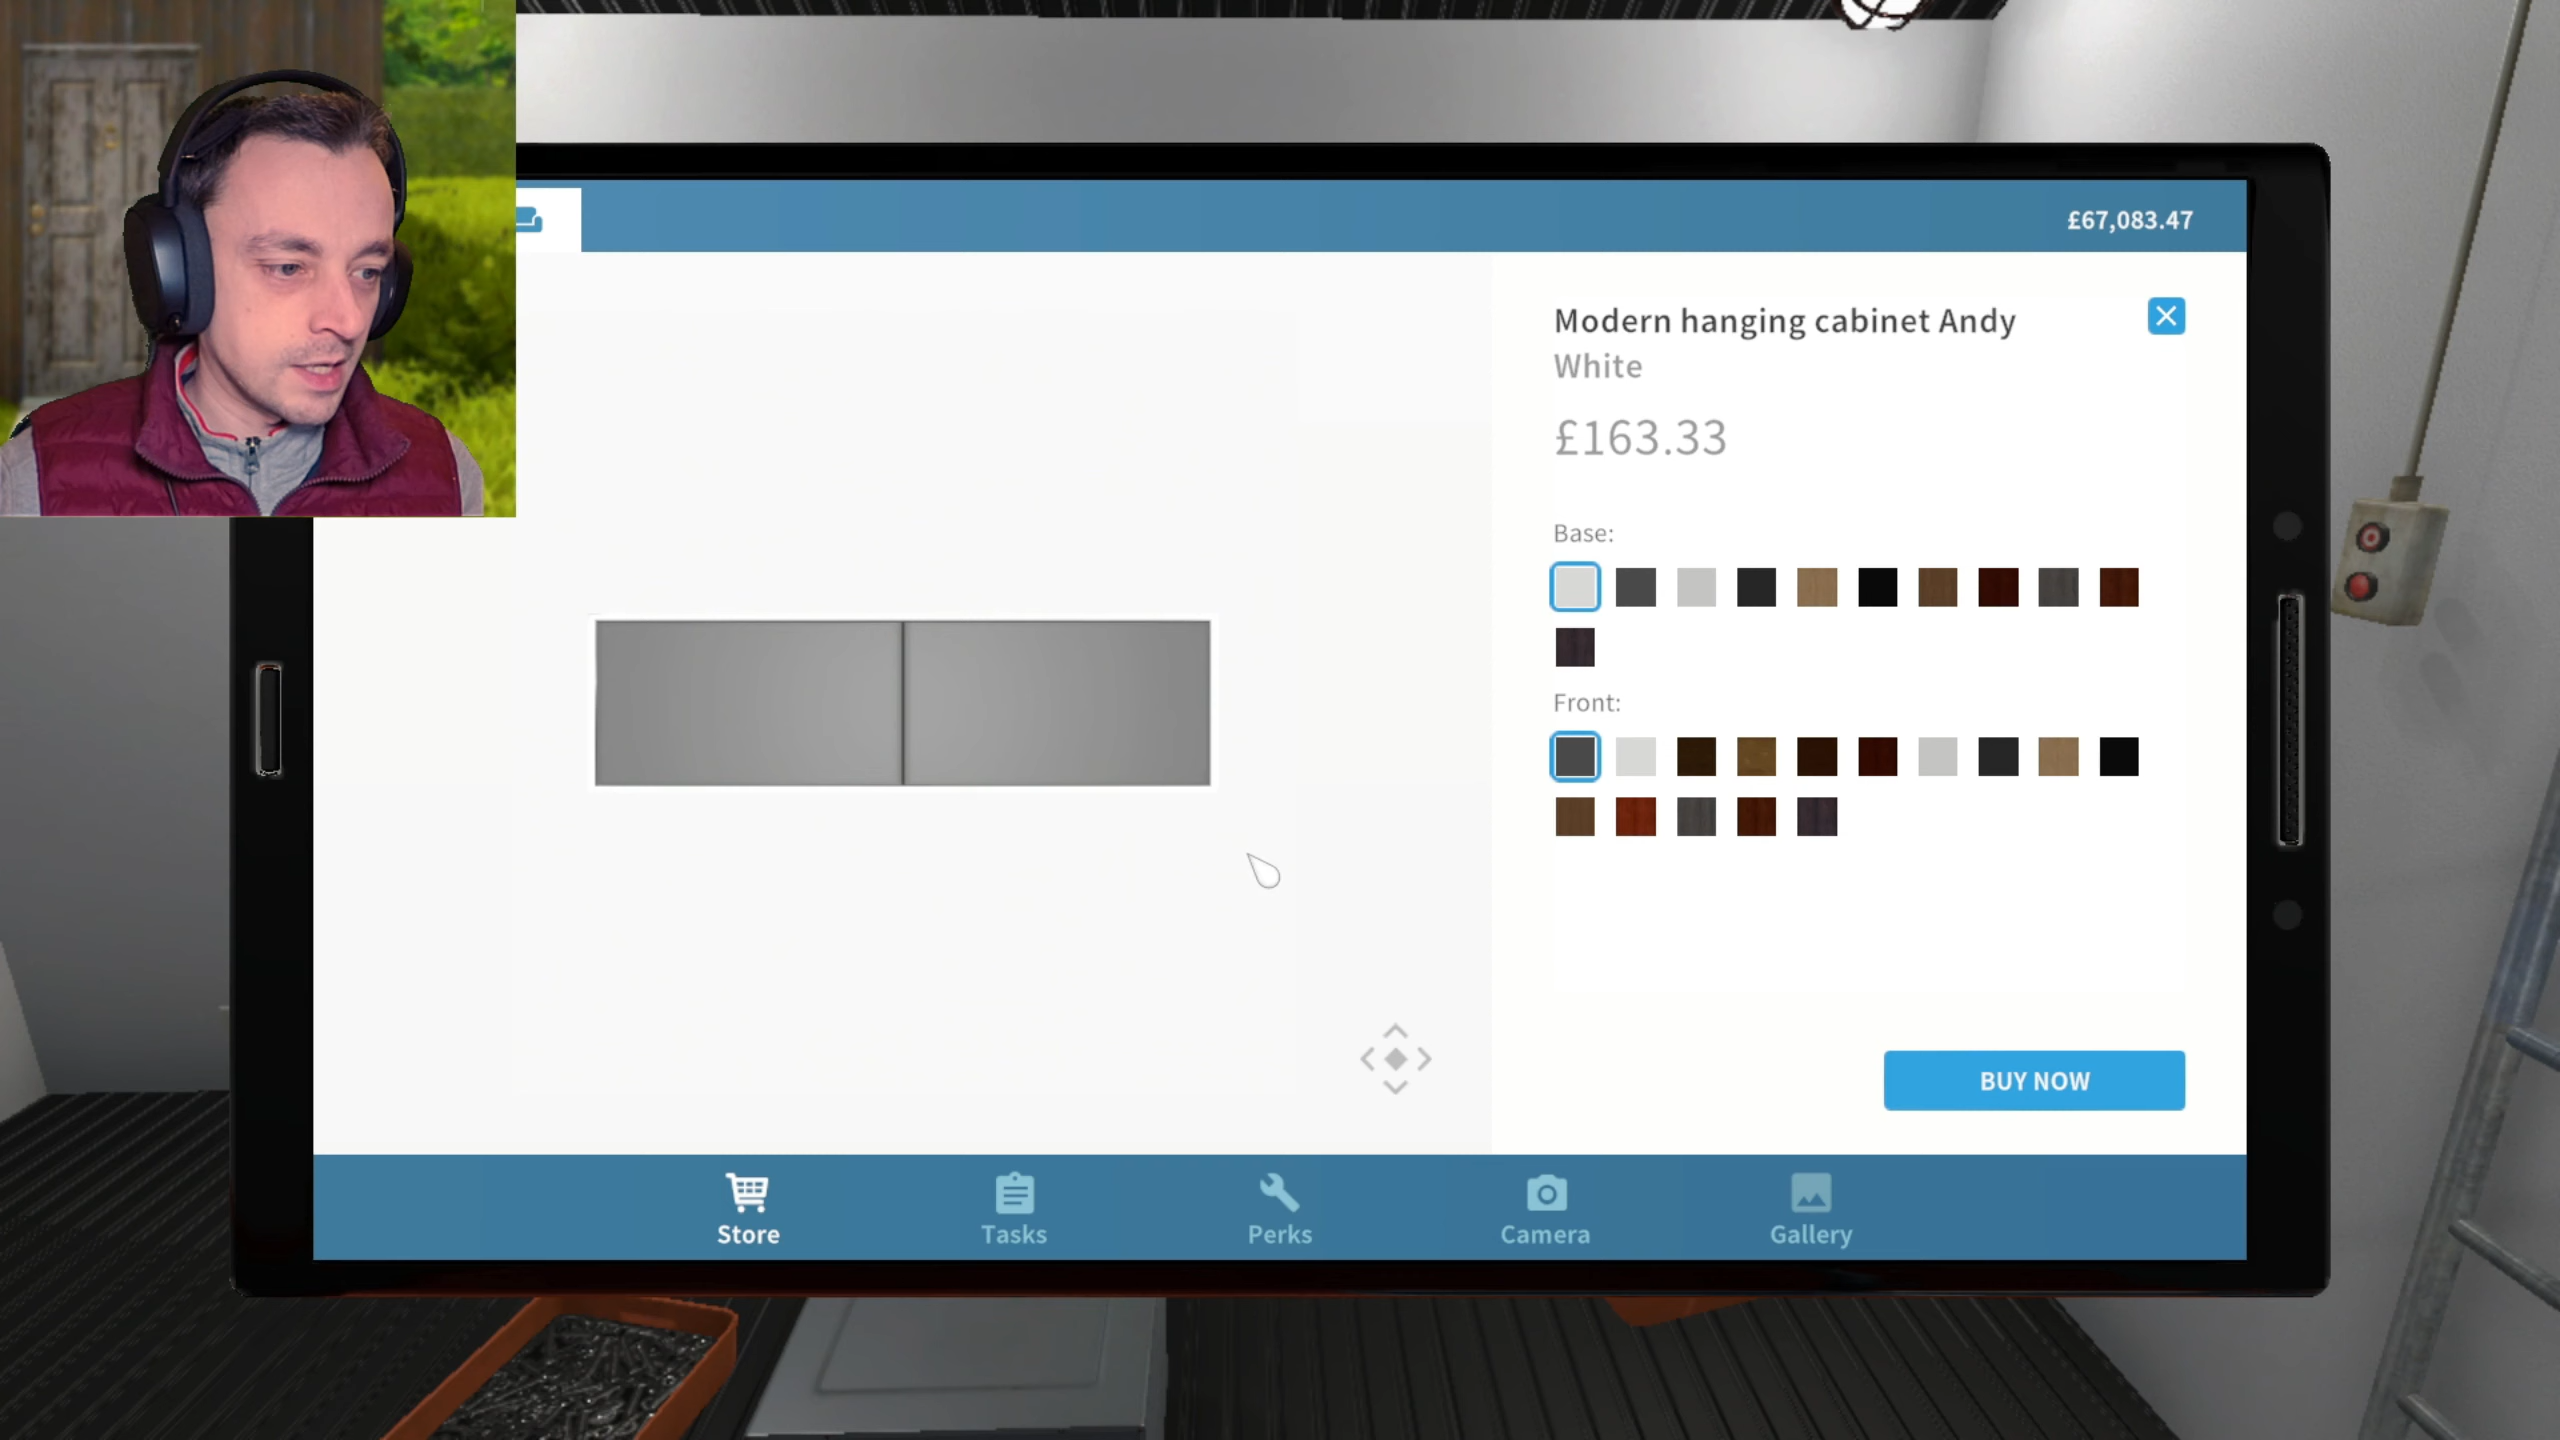 £67,083.47
Modern hanging cabinet Andy
White
£163.33
Base:
Front:
BUY NOW
Store
Tasks
Perks
Camera
Gallery